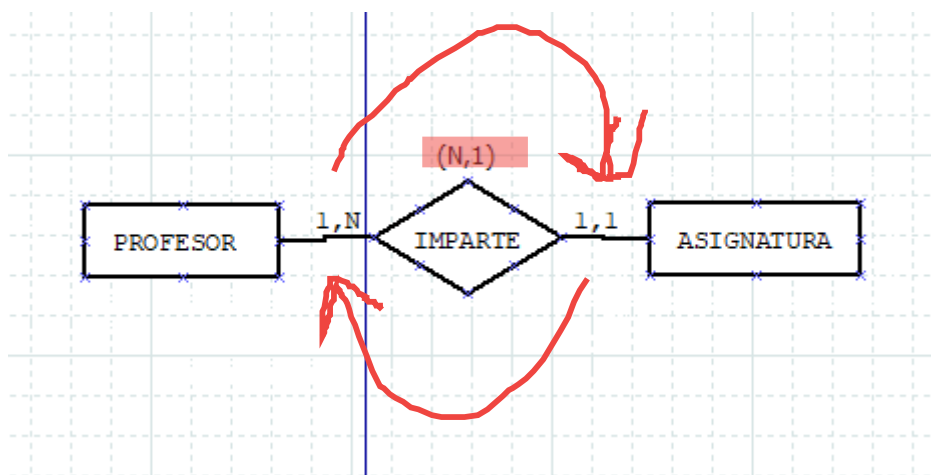 (N,1)
1,N
1,1
PROFESOR
IMPARTE
ASIGNATURA